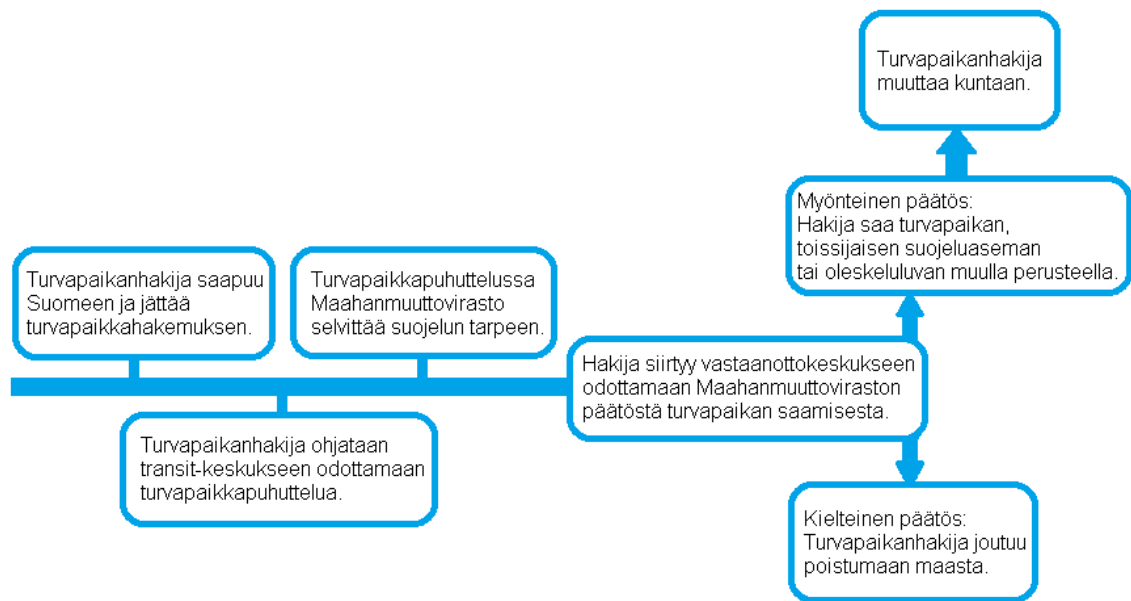 Turvapaikanhakija saapuu
Suomeen ja jättää
turvapaikkahakemuksen.
Turvapaikanhakija ohjataan
transit-keskukseen odottamaan
turvapaikkapuhuttelua.
Turvapaikkapuhuttelussa
Maahanmuuttovirasto
selvittää suojelun tarpeen.
Hakija siirtyy vastaanottokeskukseen
odottamaan Maahanmuuttoviraston
päätöstä turvapaikan saamisesta.
Myönteinen päätös:
Hakija saa turvapaikan,
toissijaisen suojeluaseman
tai oleskeluluvan muulla perusteella.
Turvapaikanhakija
muuttaa kuntaan.
Kielteinen päätös:
Turvapaikanhakija joutuu
poistumaan maasta.